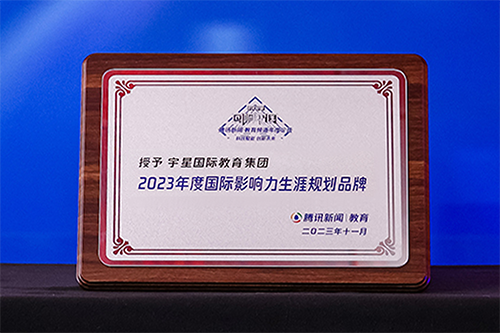 授予 宇星国际教育集团
2023年度国际影响力生涯规划品牌
腾讯新闻|教育
二〇二三年十一月